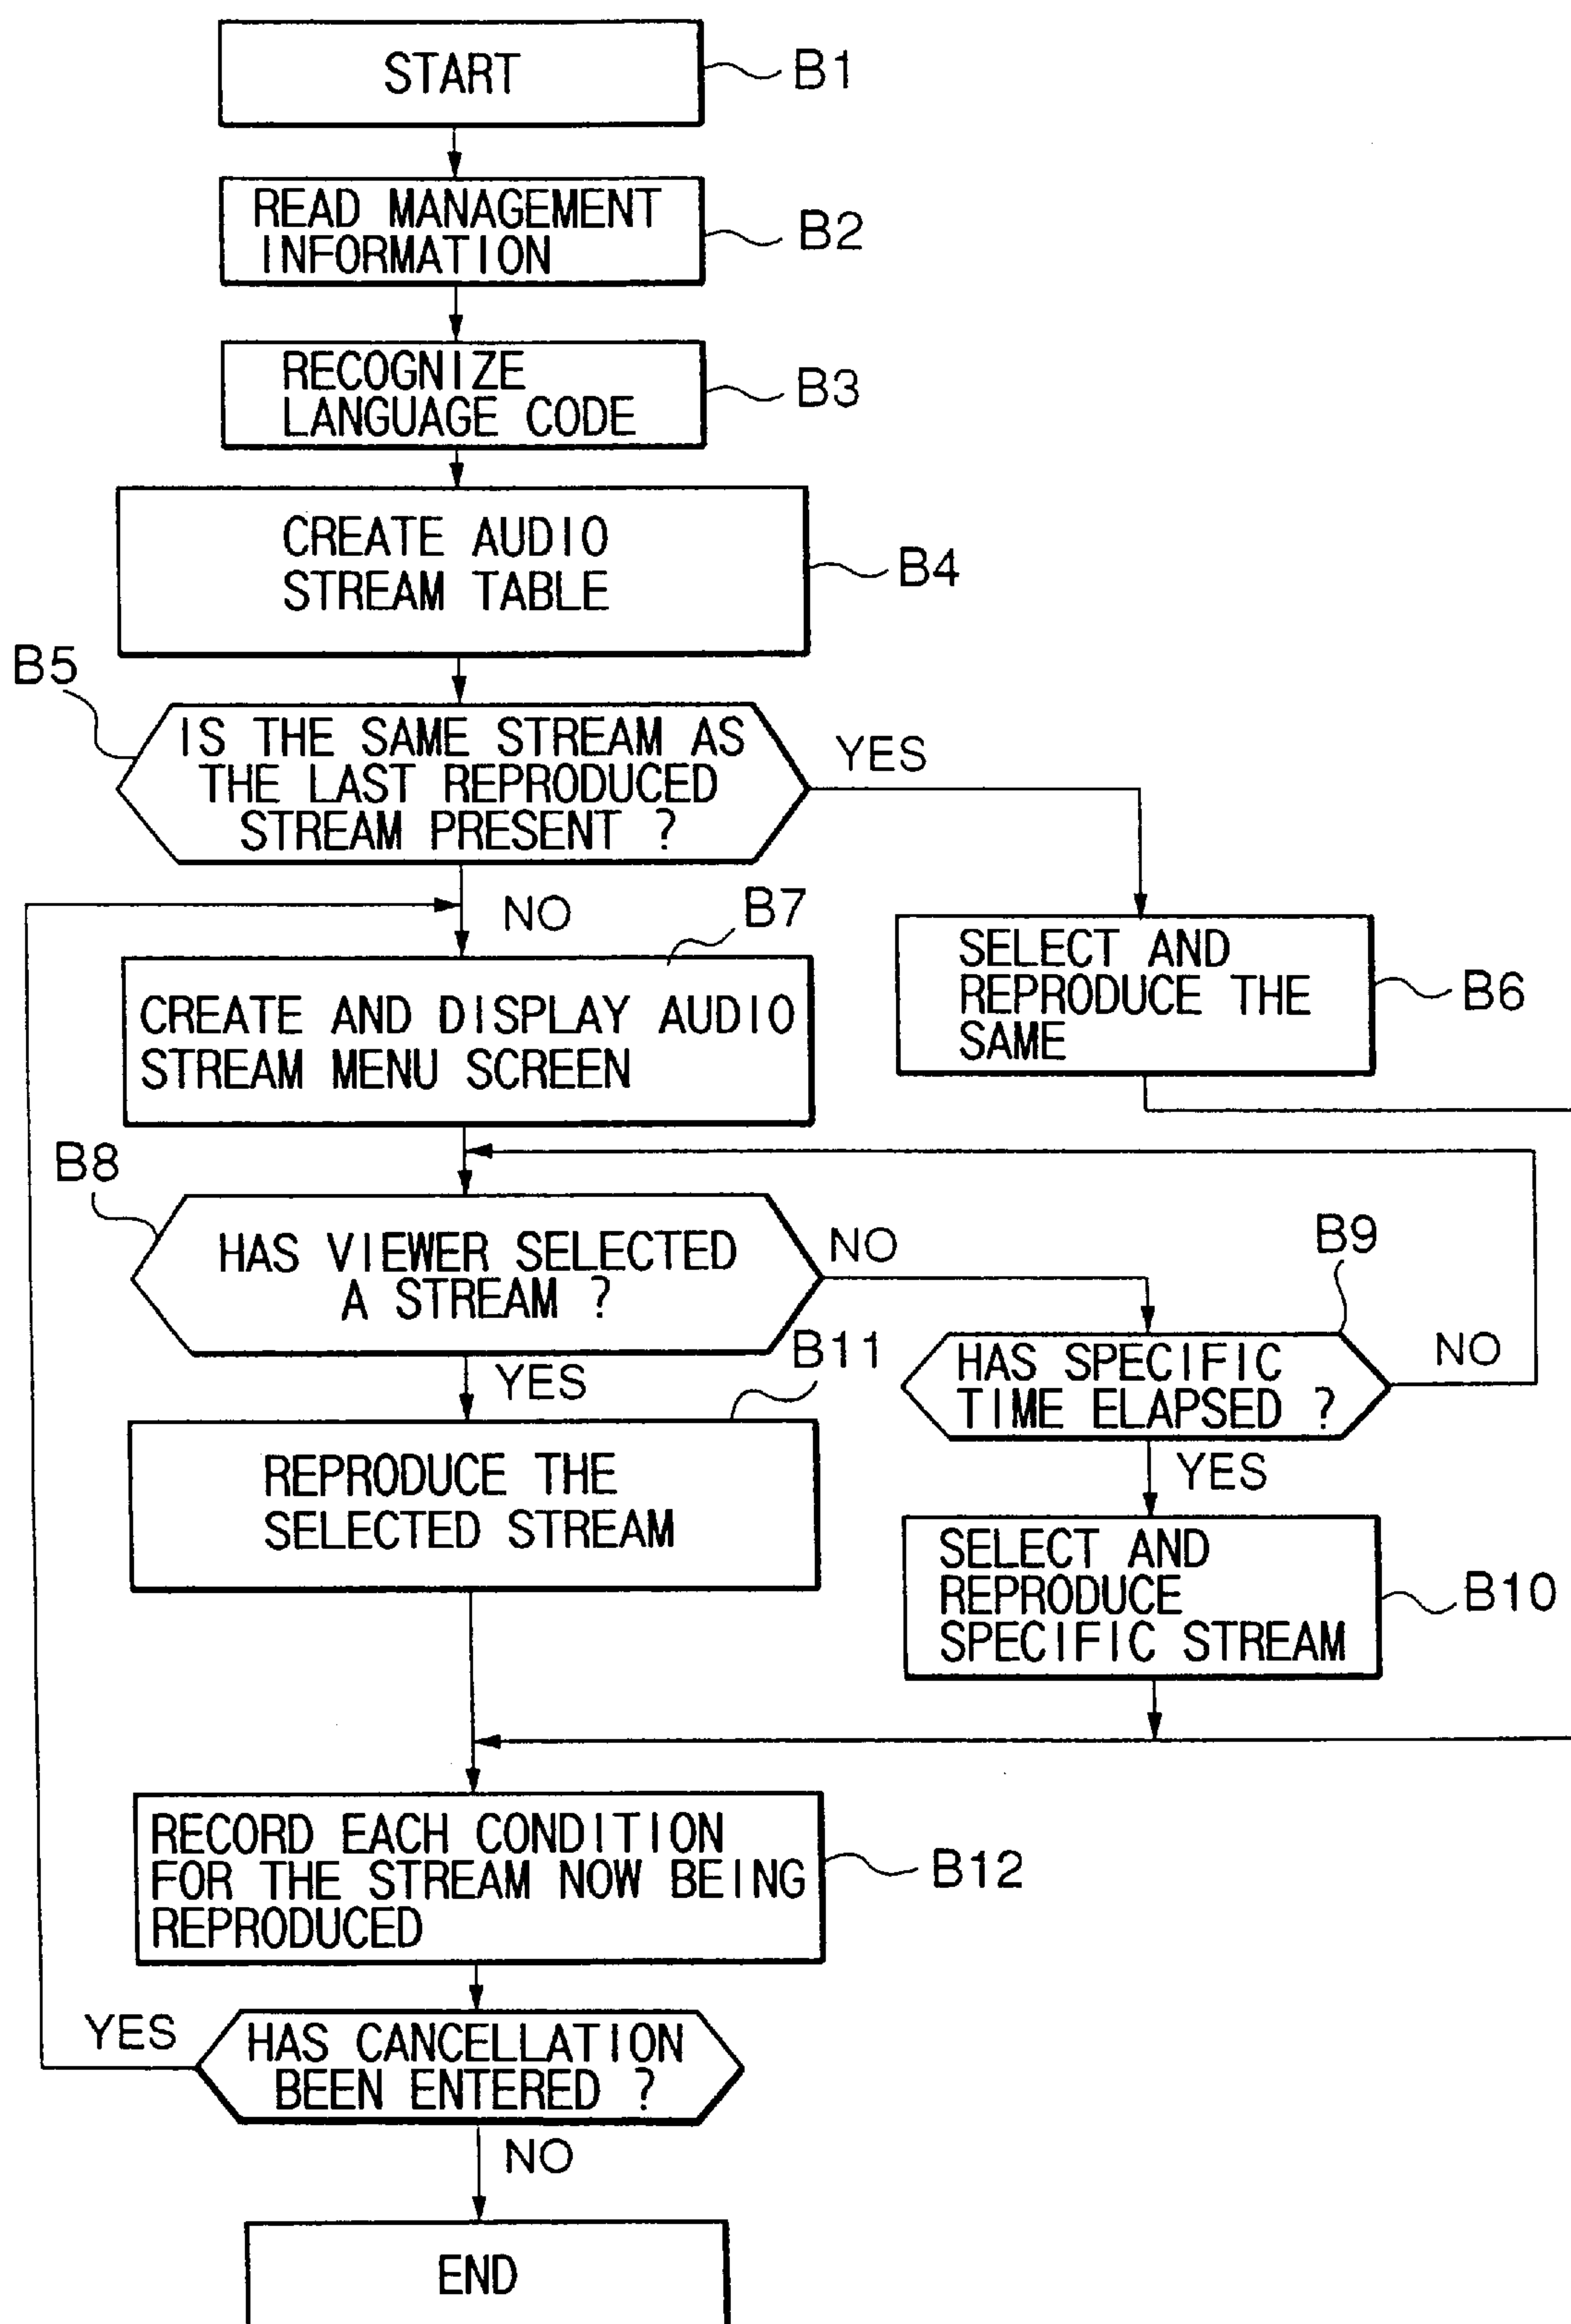 START
B1
READ MANAGEMENT
INFORMATION
B2
RECOGNIZE
LANGUAGE CODE
B3
CREATE AUDIO
STREAM TABLE
B4
B5
IS THE SAME STREAM AS
THE LAST REPRODUCED
STREAM PRESENT ?
YES
NO
SELECT AND
REPRODUCE THE
SAME
B6
B7
CREATE AND DISPLAY AUDIO
STREAM MENU SCREEN
B8
HAS VIEWER SELECTED
A STREAM ?
NO
YES
B9
HAS SPECIFIC
TIME ELAPSED ?
NO
YES
B11
REPRODUCE THE
SELECTED STREAM
SELECT AND
REPRODUCE
SPECIFIC STREAM
B10
RECORD EACH CONDITION
FOR THE STREAM NOW BEING
REPRODUCED
B12
HAS CANCELLATION
BEEN ENTERED ?
YES
NO
END